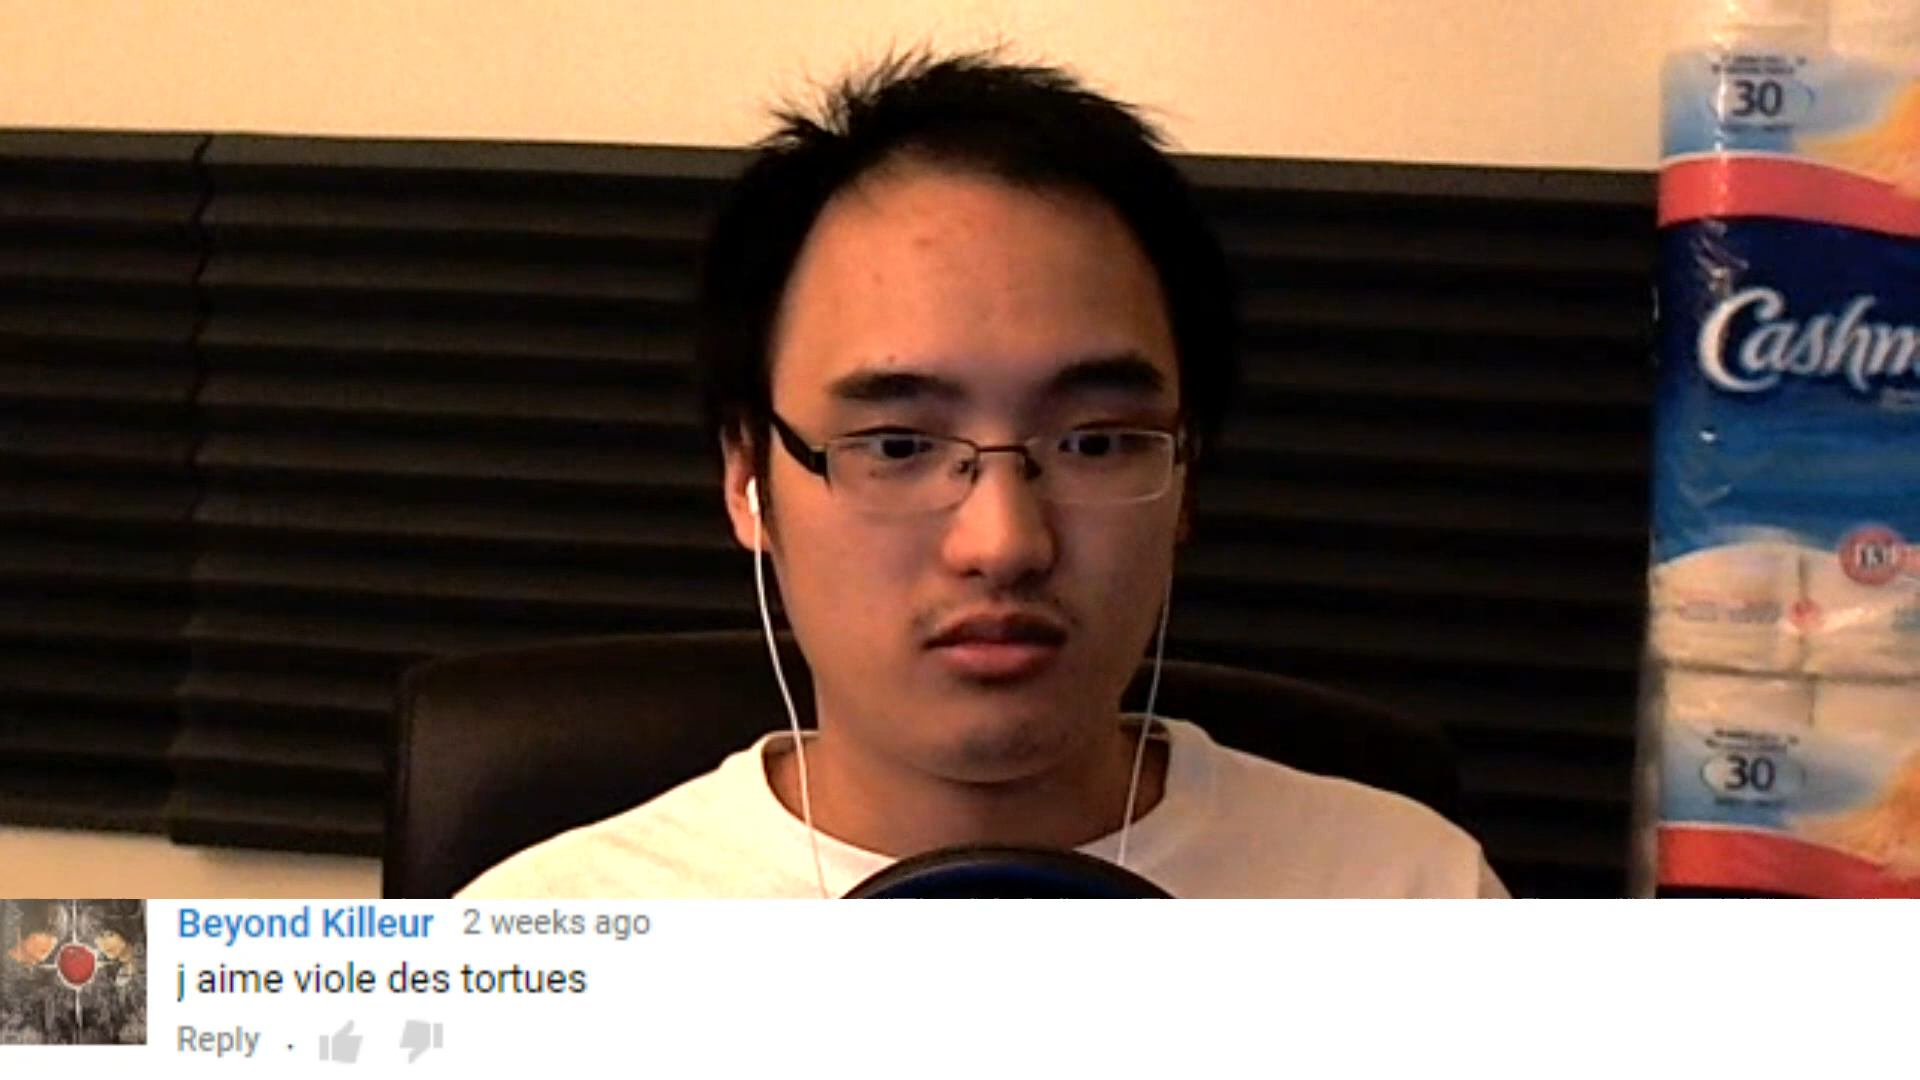 30
Cashm
30
Beyond Killeur 2 weeks ago
j aime viole des tortues
Reply .